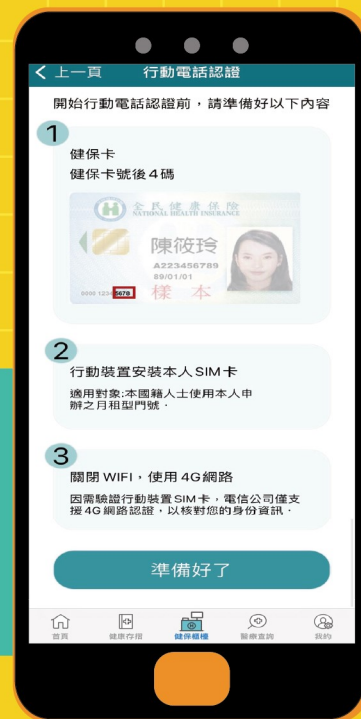 上一頁 行動電話認證
開始行動電話認證前，請準備好以下內容
1
健保卡
健保卡號後4碼
全民健康保險
NATIONAL HEALTH INSURANCE
陳筱玲
A223456789
89/01/01
0000 1234 5678
樣本
2
行動裝置安裝本人SIM卡
適用對象:本國籍人士使用本人申
辦之月租型門號．
3
關閉WIFI，使用4G網路
因需驗證行動裝置SIM卡，電信公司僅支
援4G網路認證，以核對您的身份資訊．
準備好了
首頁 健康存摺 健保櫃檯 醫療查詢 我的